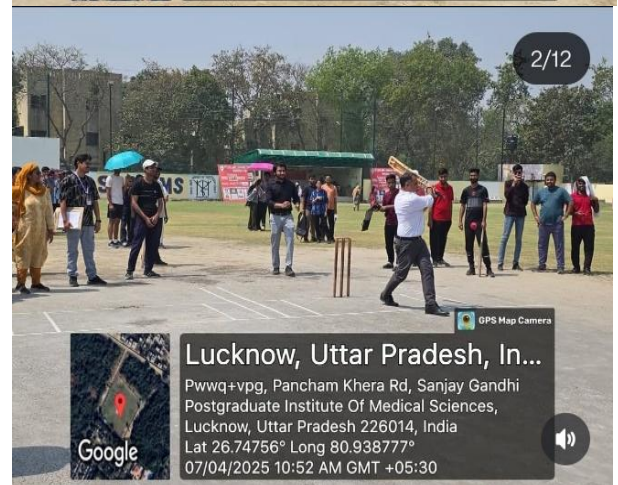 2/12
MS
GPS Map Camera
Lucknow, Uttar Pradesh, In...
Pwwq+vpg, Pancham Khera Rd, Sanjay Gandhi
Postgraduate Institute Of Medical Sciences,
Lucknow, Uttar Pradesh 226014, India
Lat 26.74756° Long 80.938777°
07/04/2025 10:52 AM GMT +05:30
Google